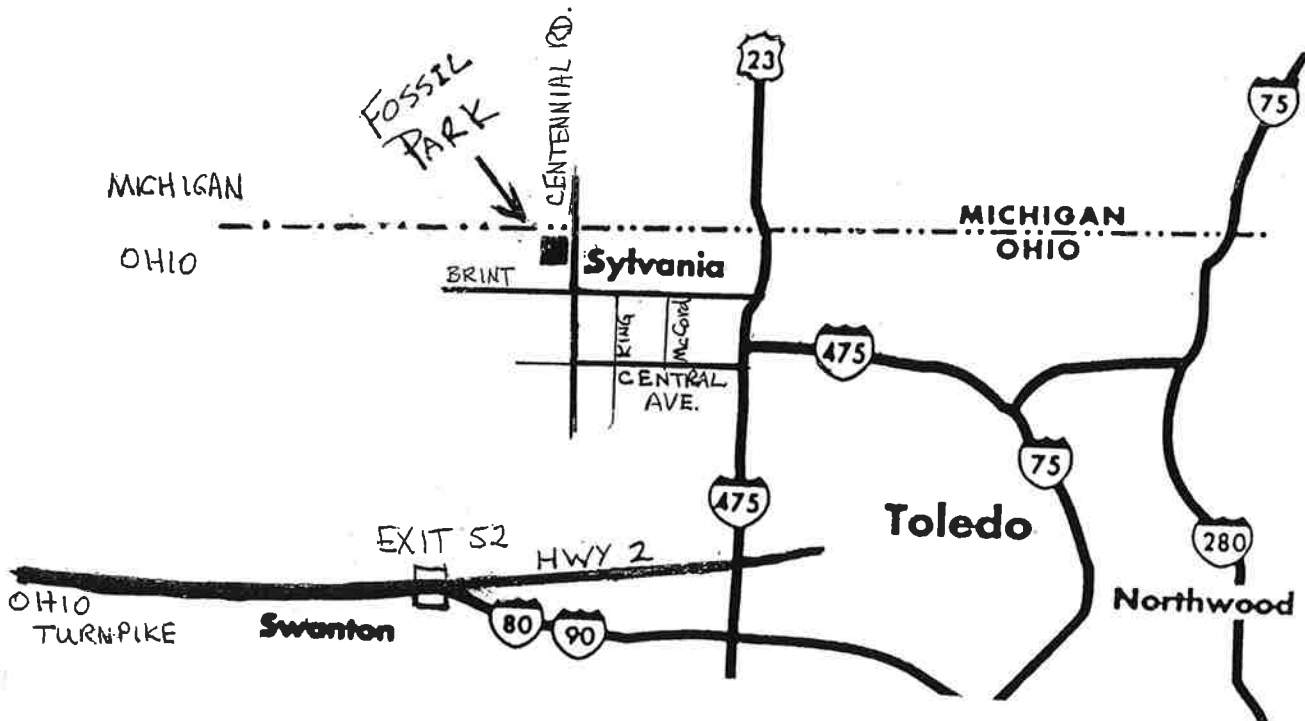 FOSSIL
PARK
CENTENNIAL RD.
23
75
MICHIGAN
OHIO
MICHIGAN
OHIO
BRINT
Sylvania
KING
McCord
475
CENTRAL
AVE.
475
75
Toledo
280
EXIT 52
HWY 2
OHIO
TURNPIKE
Swanton
80
90
Northwood